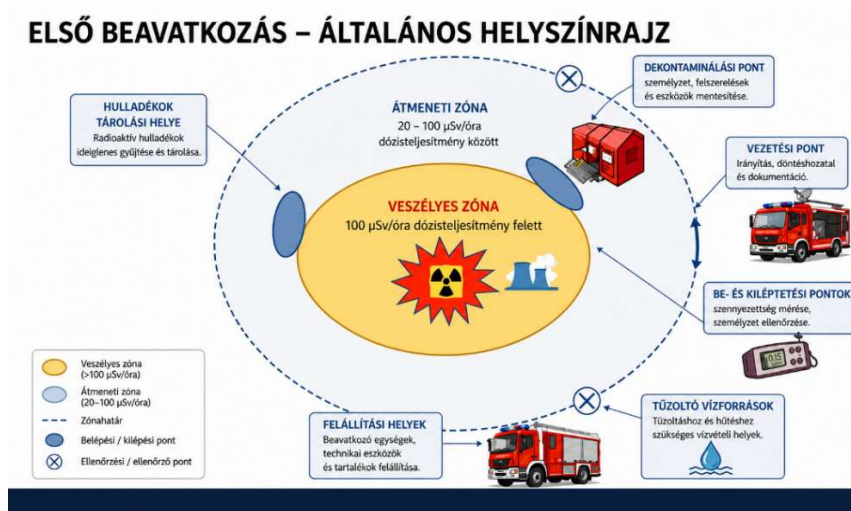 ELSŐ BEAVATKOZÁS – ÁLTALÁNOS HELYSZÍNRAJZ
DEKONTAMINÁLÁSI PONT
személyzet, felszerelések
és eszközök mentesítése.
HULLADÉKOK
TÁROLÁSI HELYE
Radioaktív hulladékok
ideiglenes gyűjtése és tárolása.
ÁTMENETI ZÓNA
20 – 100 µSv/óra
dózisteljesítmény között
VEZETÉSI PONT
Irányítás, döntéshozatal
és dokumentáció.
VESZÉLYES ZÓNA
100 µSv/óra dózisteljesítmény felett
BE- ÉS KILÉPTETÉSI PONTOK
szennyezettség mérése,
személyzet ellenőrzése.
0.15
Veszélyes zóna
(>100 µSv/óra)
Átmeneti zóna
(20–100 µSv/óra)
Zónahatár
Belépési / kilépési pont
Ellenőrzési / ellenőrző pont
FELÁLLÍTÁSI HELYEK
Beavatkozó egységek,
technikai eszközök
és tartalékok felállítása.
TŰZOLTÓ VÍZFORRÁSOK
Tűzoltáshoz és hűtéshez
szükséges vízvételi helyek.